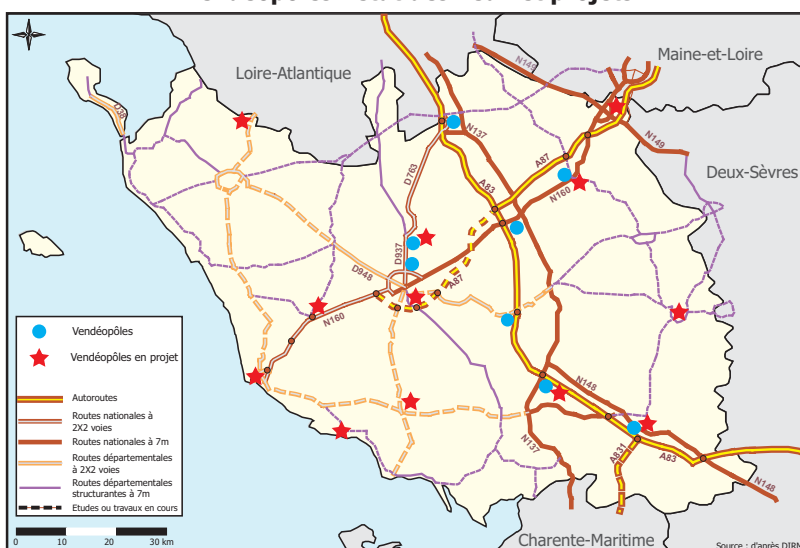 Maine-et-Loire
Loire-Atlantique
N149
D38
N137
N149
A87
D763
A83
Deux-Sèvres
N160
D937
D948
A87
N160
Vendéopôles
Vendéopôles en projet
Autoroutes
Routes nationales à
2X2 voies
Routes nationales à 7m
Routes départementales
à 2X2 voies
Routes départementales
structurantes à 7m
Etudes ou travaux en cours
N148
N137
A831
A83
N148
0 10 20 30 km
Charente-Maritime
Source : d'après DIRM